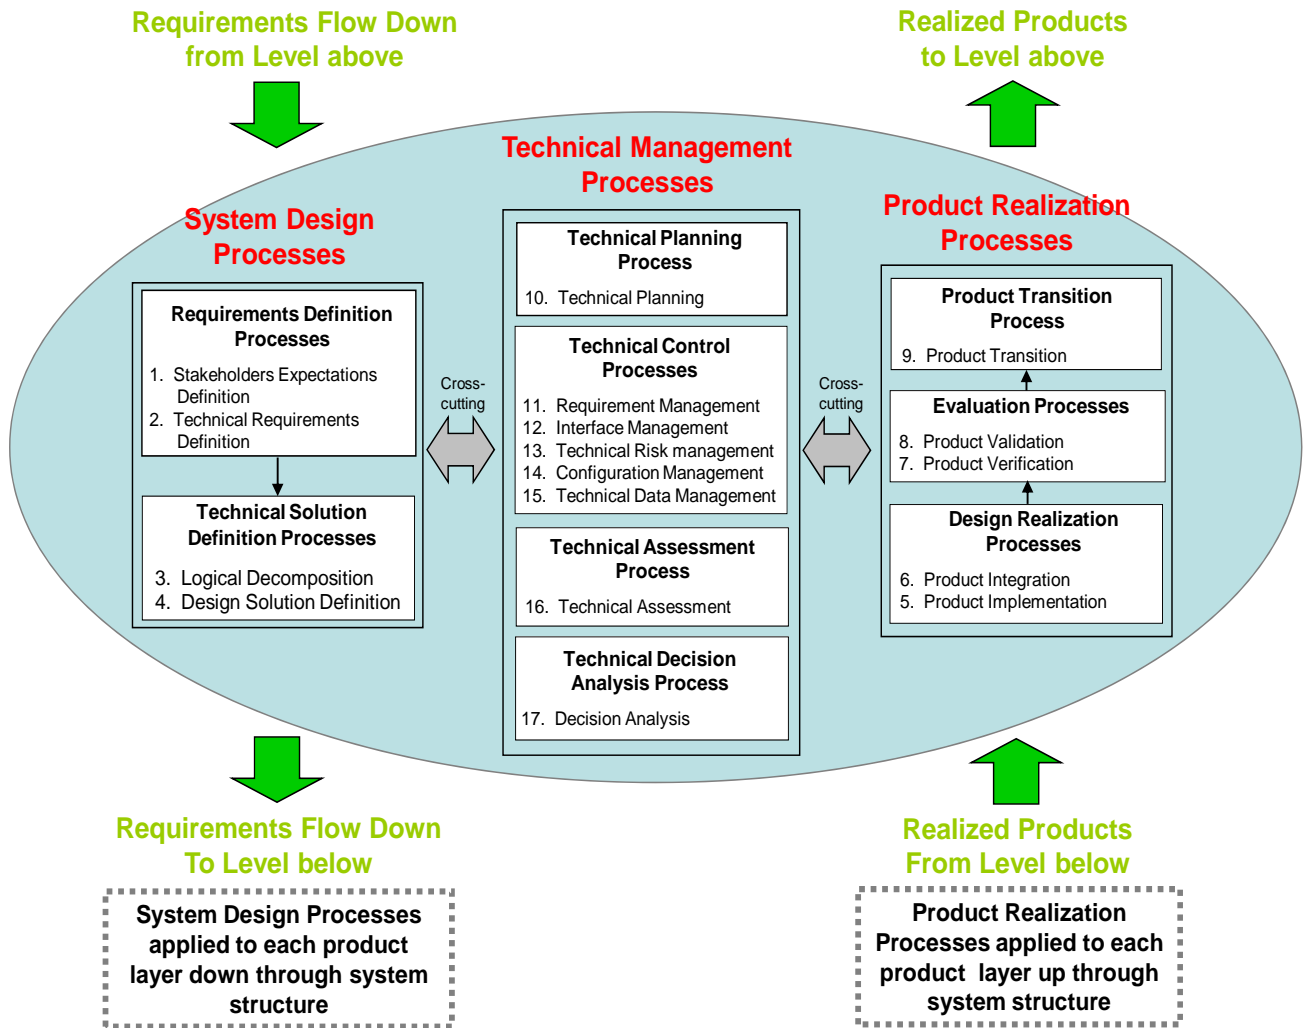 Requirements Flow Down
from Level above
Realized Products
to Level above
Technical Management
Processes
System Design
Processes
Product Realization
Processes
Requirements Definition
Processes
1. Stakeholders Expectations
Definition
2. Technical Requirements
Definition
Technical Solution
Definition Processes
3. Logical Decomposition
4. Design Solution Definition
Cross-
cutting
Technical Planning
Process
10. Technical Planning
Technical Control
Processes
11. Requirement Management
12. Interface Management
13. Technical Risk management
14. Configuration Management
15. Technical Data Management
Technical Assessment
Process
16. Technical Assessment
Technical Decision
Analysis Process
17. Decision Analysis
Cross-
cutting
Product Transition
Process
9. Product Transition
Evaluation Processes
8. Product Validation
7. Product Verification
Design Realization
Processes
6. Product Integration
5. Product Implementation
Requirements Flow Down
To Level below
System Design Processes
applied to each product
layer down through system
structure
Realized Products
From Level below
Product Realization
Processes applied to each
product layer up through
system structure